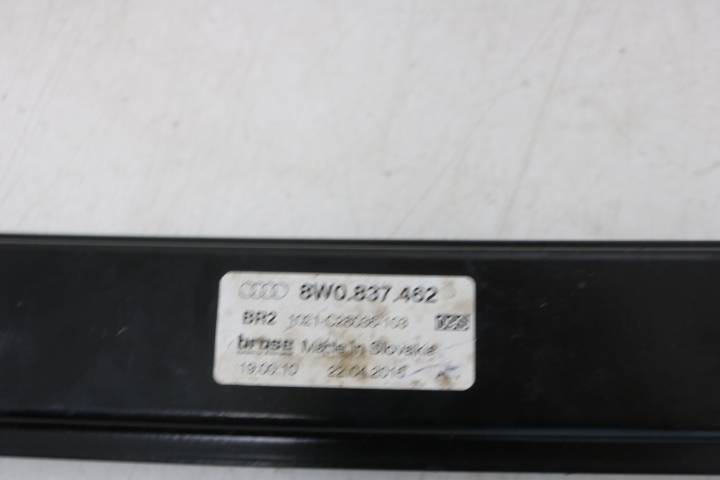 8W0.837.462
BR2
brose Made in Slovakia
19:00:10 22.04.2016